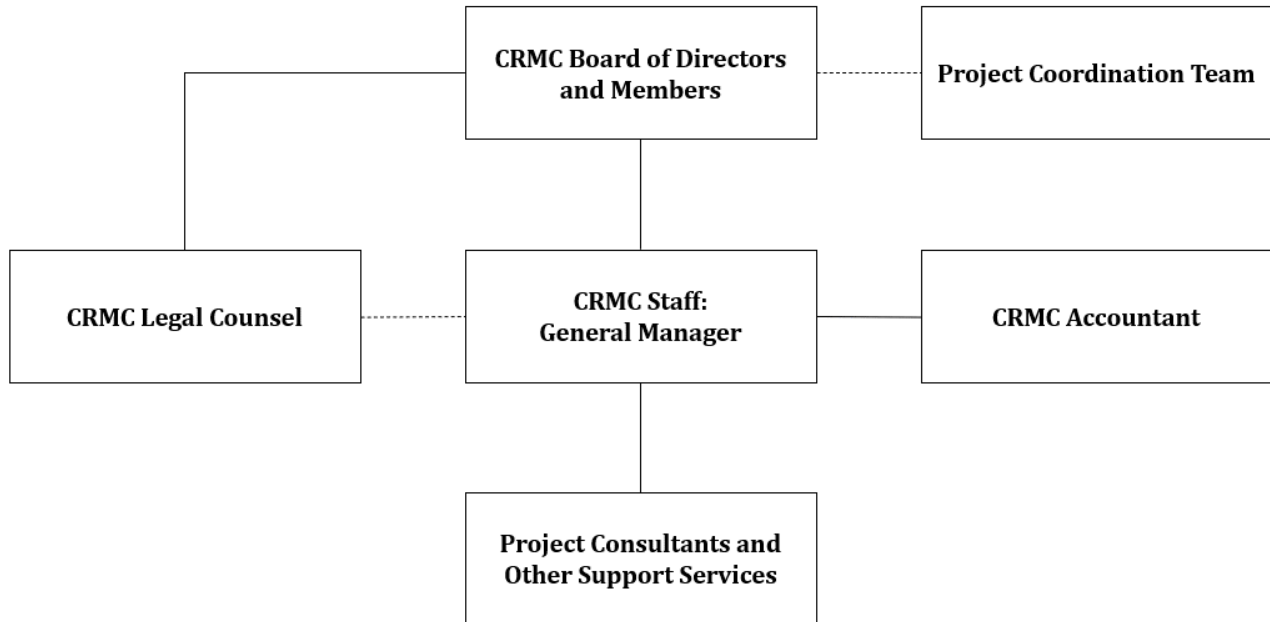 CRMC Board of Directors
and Members
Project Coordination Team
CRMC Legal Counsel
CRMC Staff:
General Manager
CRMC Accountant
Project Consultants and
Other Support Services